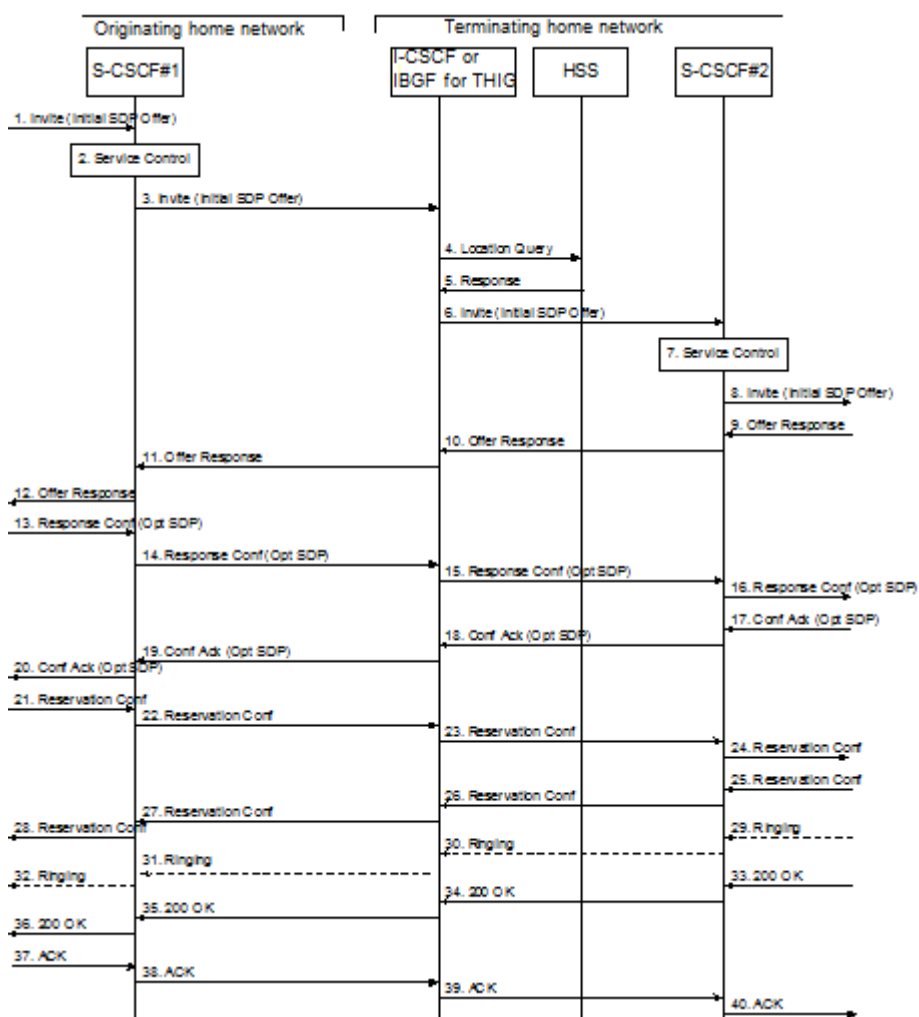 Originating home network
Terminating home network
S-CSCF#1
I-CSCF or
IBGF for THIG
HSS
S-CSCF#2
1. Invite (Initial SDP Offer)
2. Service Control
3. Invite (Initial SDP Offer)
4. Location Query
5. Response
6. Invite (Initial SDP Offer)
7. Service Control
8. Invite (Initial SDP Offer)
9. Offer Response
10. Offer Response
11. Offer Response
12. Offer Response
13. Response Conf (Opt SDP)
14. Response Conf (Opt SDP)
15. Response Conf (Opt SDP)
16. Response Conf (Opt SDP)
17. Conf Ack (Opt SDP)
18. Conf Ack (Opt SDP)
19. Conf Ack (Opt SDP)
20. Conf Ack (Opt SDP)
21. Reservation Conf
22. Reservation Conf
23. Reservation Conf
24. Reservation Conf
25. Reservation Conf
26. Reservation Conf
27. Reservation Conf
28. Reservation Conf
29. Ringing
30. Ringing
31. Ringing
32. Ringing
33. 200 OK
34. 200 OK
35. 200 OK
36. 200 OK
37. ACK
38. ACK
39. ACK
40. ACK